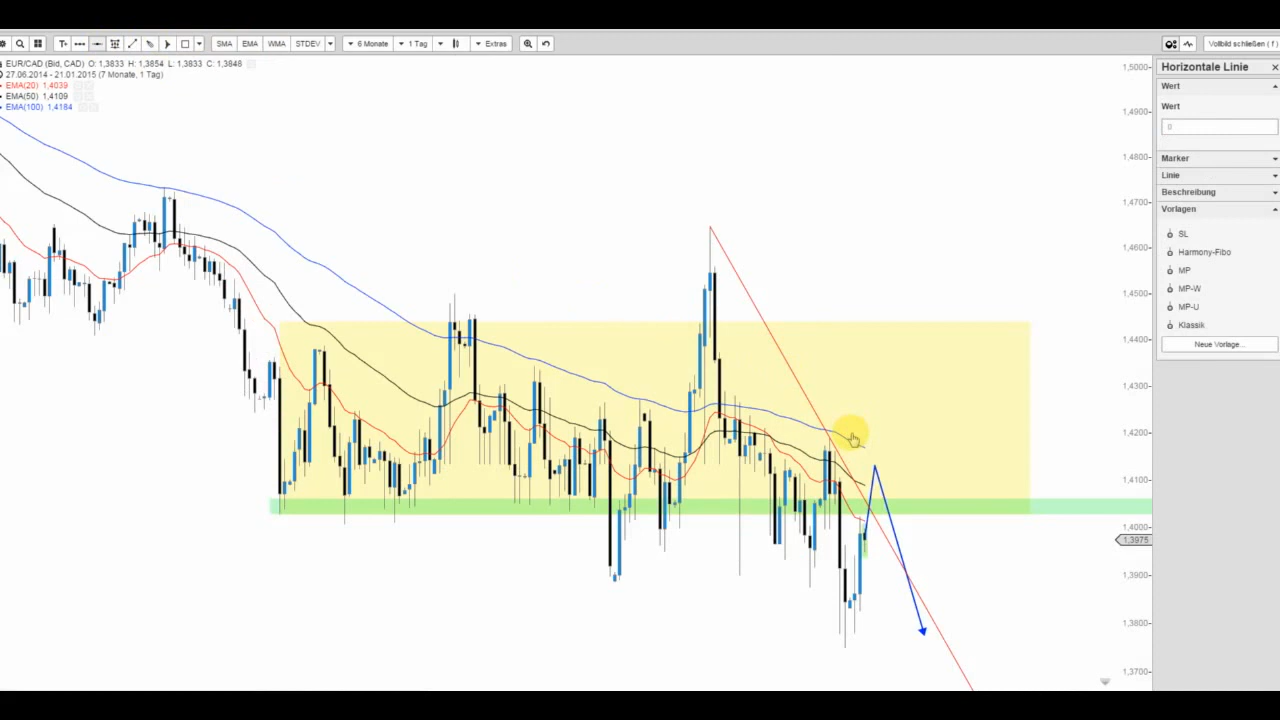 T+
SMA
EMA
WMA
STDEV
6 Monate
1 Tag
Extras
Vollbild schließen ( f )
EUR/CAD (Bid, CAD) O: 1,3833 H: 1,3854 L: 1,3833 C: 1,3848
27.06.2014 - 21.01.2015 (7 Monate, 1 Tag)
EMA(20) 1,4039
EMA(50) 1,4109
EMA(100) 1,4184
1,5000
1,4900
1,4800
1,4700
1,4600
1,4500
1,4400
1,4300
1,4200
1,4100
1,4000
1,3975
1,3900
1,3800
1,3700
Horizontale Linie
Wert
Wert
0
Marker
Linie
Beschreibung
Vorlagen
SL
Harmony-Fibo
MP
MP-W
MP-U
Klassik
Neue Vorlage...